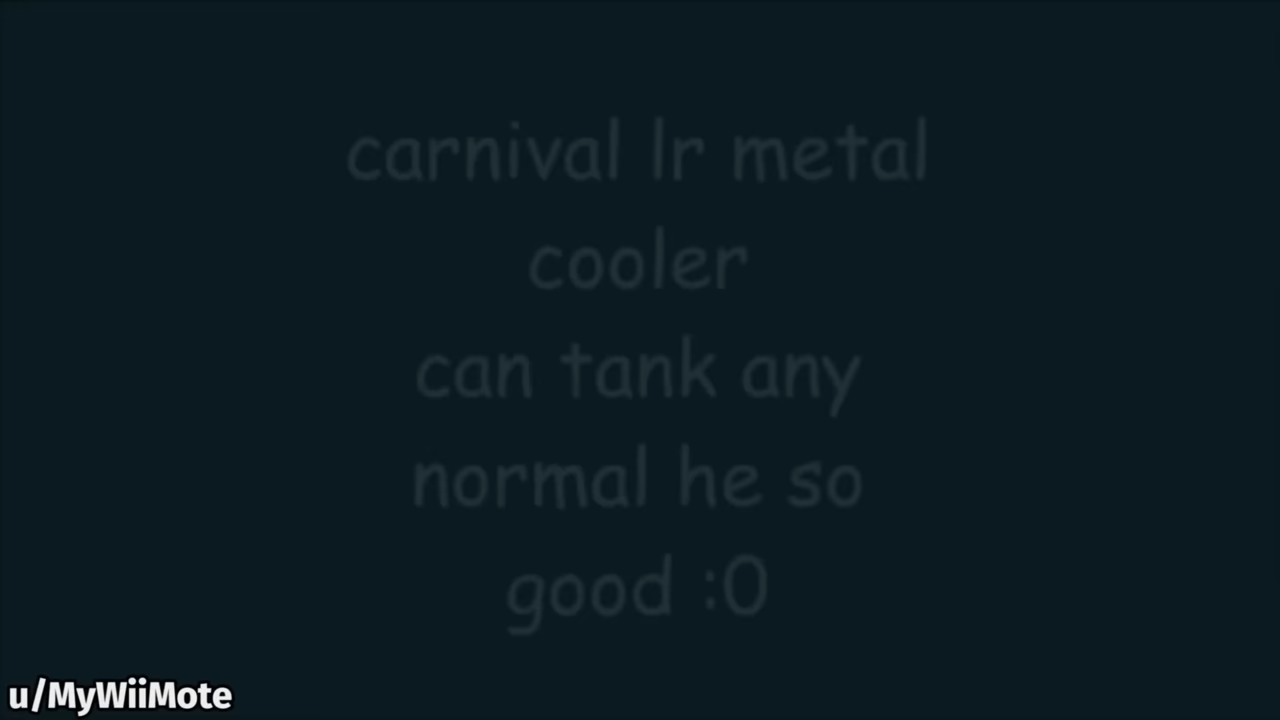 carnival lr metal
cooler
can tank any
normal he so
good :0
u/MyWiiMote